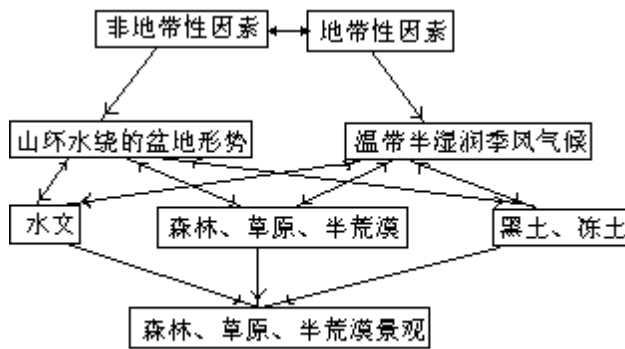 非地带性因素
地带性因素
山环水绕的盆地形势
温带半湿润季风气候
水文
森林、草原、半荒漠
黑土、冻土
森林、草原、半荒漠景观